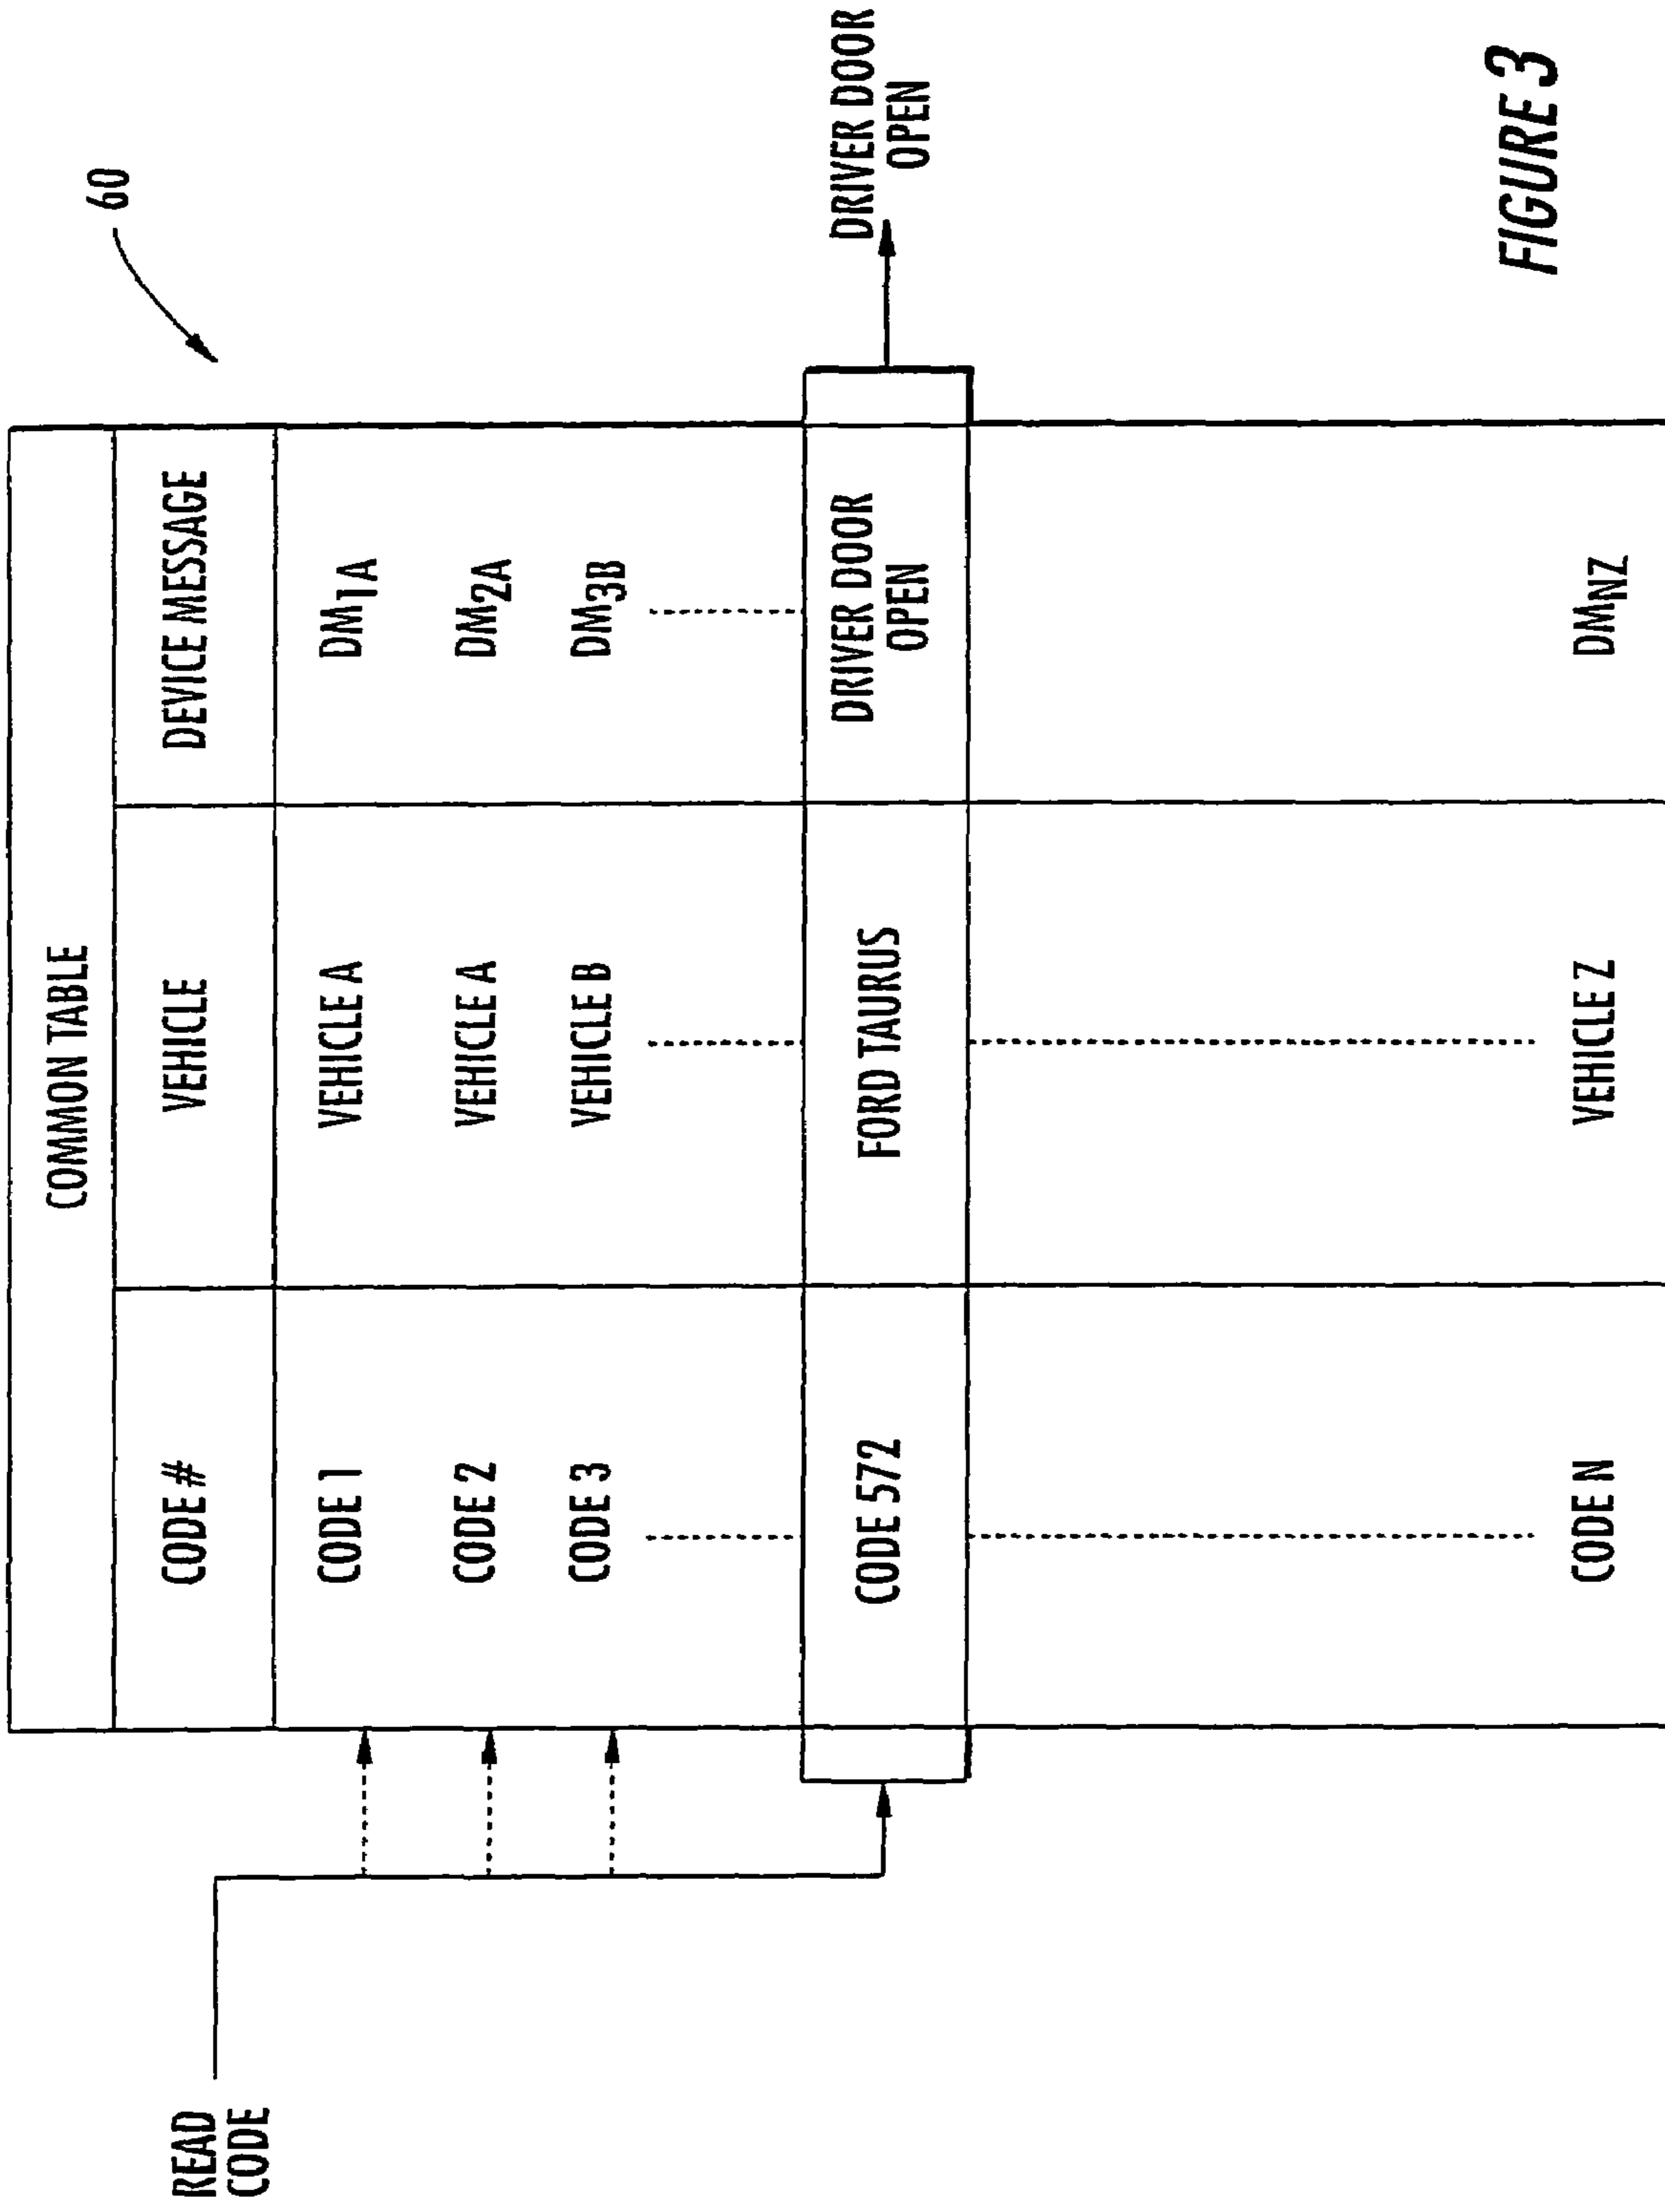 COMMON TABLE
60
CODE # VEHICLE DEVICE MESSAGE
READ
CODE
CODE 1 VEHICLE A DM1A
CODE 2 VEHICLE A DM2A
CODE 3 VEHICLE B DM3B
CODE 572 FORD TAURUS DRIVER DOOR
OPEN
DRIVER DOOR
OPEN
CODE N VEHICLE Z DMNZ
FIGURE 3